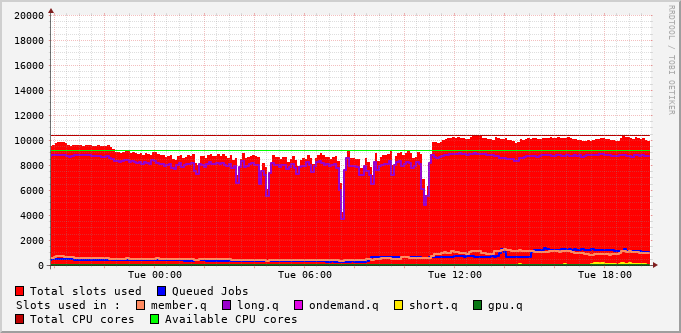 20000
18000
16000
14000
12000
10000
8000
6000
4000
2000
0
Tue 00:00 Tue 06:00 Tue 12:00 Tue 18:00
RRDTOOL / TOBI OETIKER
Total slots used Queued Jobs
Slots used in : member.q long.q ondemand.q short.q gpu.q
Total CPU cores Available CPU cores